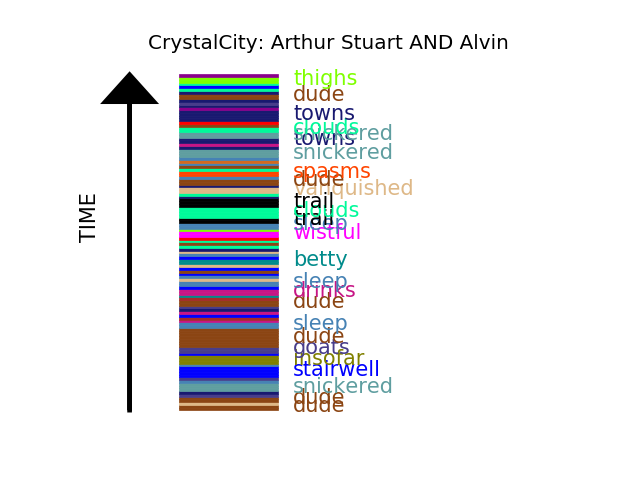 CrystalCity: Arthur Stuart AND Alvin
TIME
thighs
dude
towns
clouds
snickered
towns
snickered
spasms
dude
vanquished
trail
clouds
trail
sleep
wistful
betty
sleep
drinks
dude
sleep
dude
goats
insofar
stairwell
snickered
dude
dude